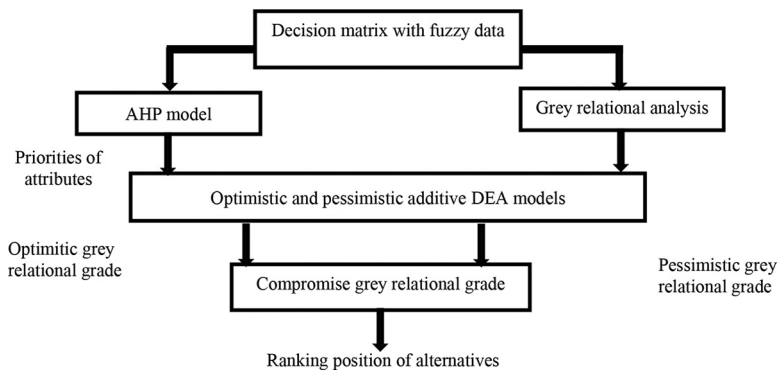 Decision matrix with fuzzy data
AHP model
Grey relational analysis
Priorities of
attributes
Optimistic and pessimistic additive DEA models
Optimitic grey
relational grade
Pessimistic grey
relational grade
Compromise grey relational grade
Ranking position of alternatives